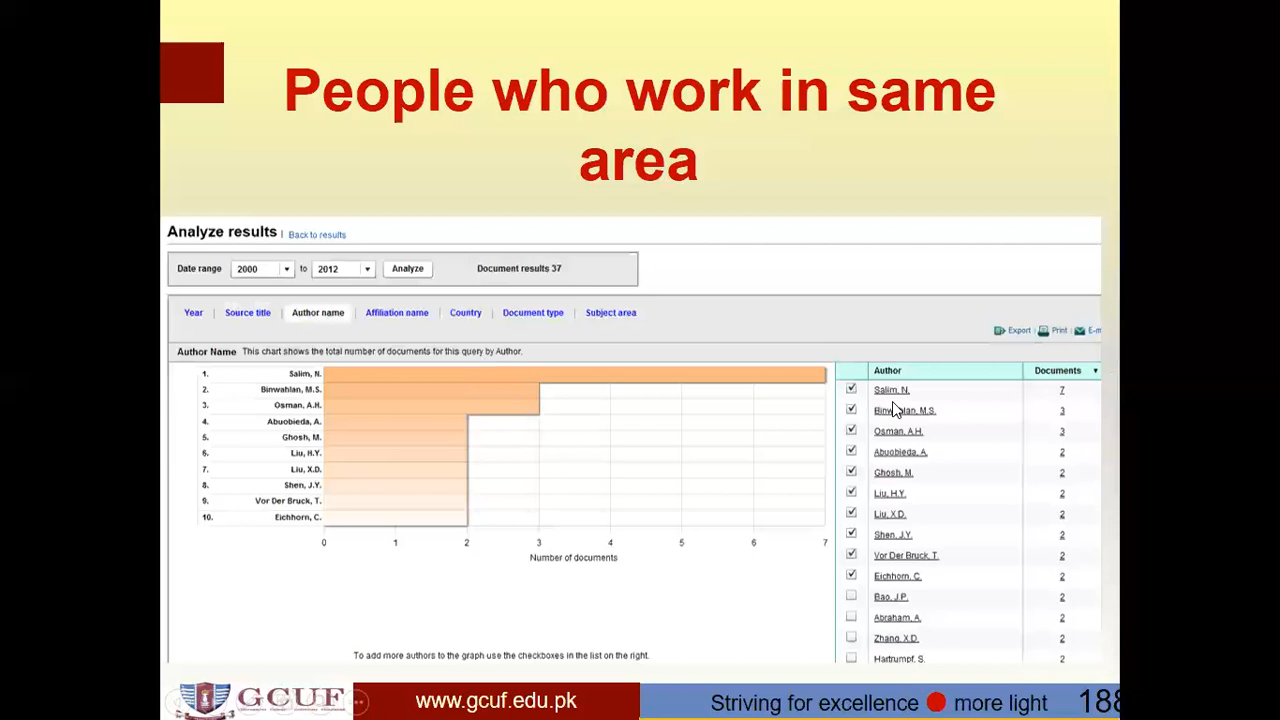 People who work in same
area
Analyze results | Back to results
Date range 2000 to 2012 Analyze Document results 37
Year | Source title | Author name | Affiliation name | Country | Document type | Subject area
Export | Print | E-m
Author Name This chart shows the total number of documents for this query by Author.
1. Salim, N.
2. Binwahlan, M.S.
3. Osman, A.H.
4. Abuobieda, A.
5. Ghosh, M.
6. Liu, H.Y.
7. Liu, X.D.
8. Shen, J.Y.
9. Vor Der Bruck, T.
10. Eichhorn, C.
0 1 2 3 4 5 6 7
Number of documents
To add more authors to the graph use the checkboxes in the list on the right.
Author Documents
Salim, N. 7
Binwahlan, M.S. 3
Osman, A.H. 3
Abuobieda, A. 2
Ghosh, M. 2
Liu, H.Y. 2
Liu, X.D. 2
Shen, J.Y. 2
Vor Der Bruck, T. 2
Eichhorn, C. 2
Bao, J.P. 2
Abraham, A. 2
Zhang, X.D. 2
Hartrumpf, S. 2
GCUF www.gcuf.edu.pk Striving for excellence more light 188